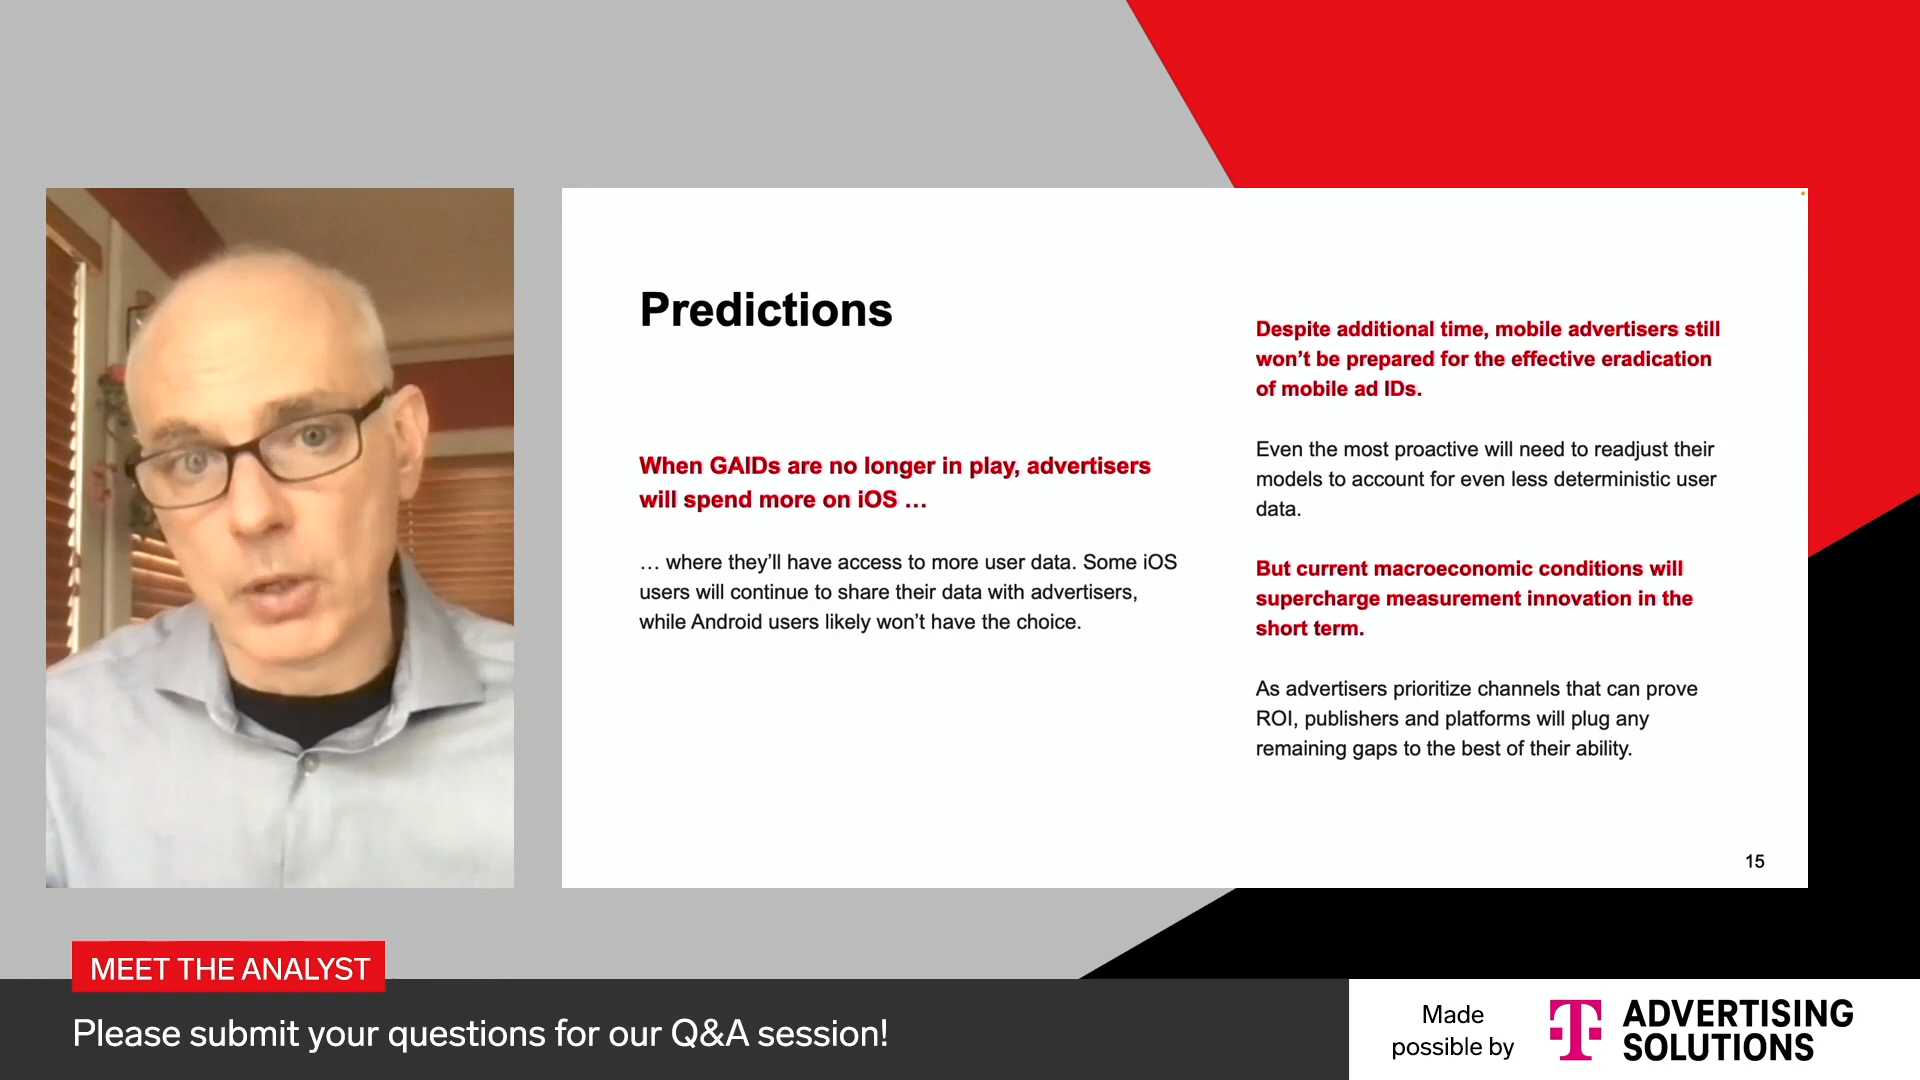 Predictions
When GAIDs are no longer in play, advertisers
will spend more on iOS …
… where they’ll have access to more user data. Some iOS
users will continue to share their data with advertisers,
while Android users likely won’t have the choice.
Despite additional time, mobile advertisers still
won’t be prepared for the effective eradication
of mobile ad IDs.
Even the most proactive will need to readjust their
models to account for even less deterministic user
data.
But current macroeconomic conditions will
supercharge measurement innovation in the
short term.
As advertisers prioritize channels that can prove
ROI, publishers and platforms will plug any
remaining gaps to the best of their ability.
15
MEET THE ANALYST
Please submit your questions for our Q&A session!
Made
possible by
T
ADVERTISING
SOLUTIONS